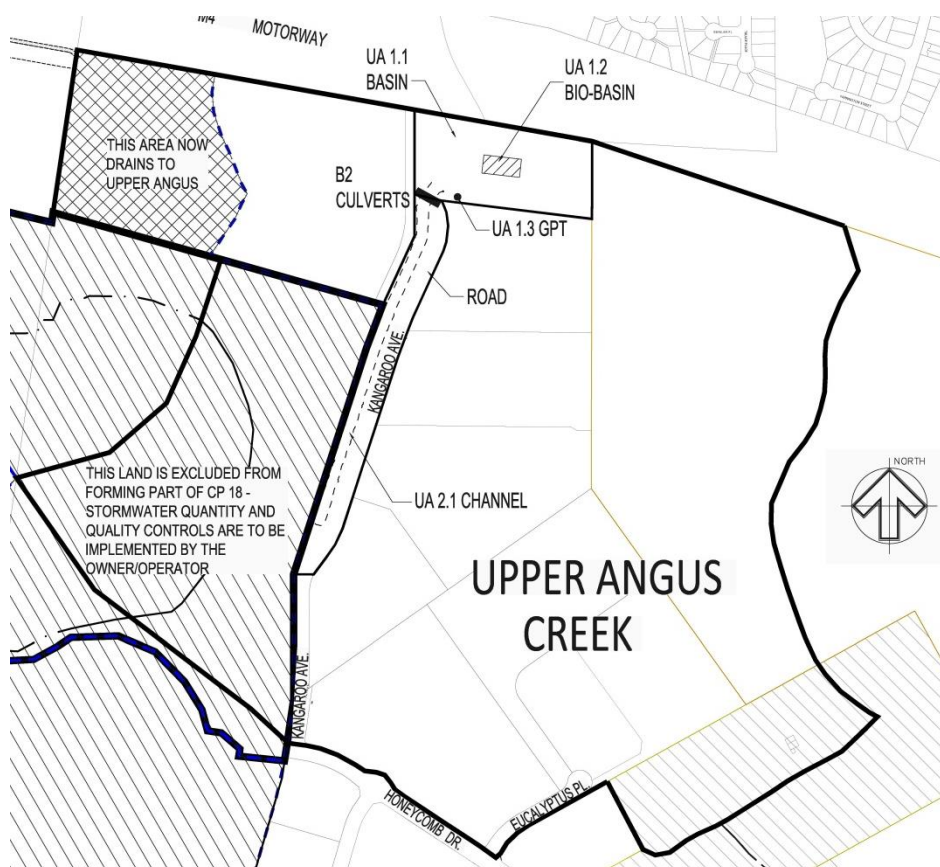 M4
MOTORWAY
UA 1.1
BASIN
UA 1.2
BIO-BASIN
THIS AREA NOW
DRAINS TO
UPPER ANGUS
B2
CULVERTS
UA 1.3 GPT
ROAD
KANGAROO AVE.
THIS LAND IS EXCLUDED FROM
FORMING PART OF CP 18 -
STORMWATER QUANTITY AND
QUALITY CONTROLS ARE TO BE
IMPLEMENTED BY THE
OWNER/OPERATOR
UA 2.1 CHANNEL
NORTH
UPPER ANGUS
CREEK
KANGAROO AVE.
HONEYCOMB DR.
EUCALYPTUS PL.